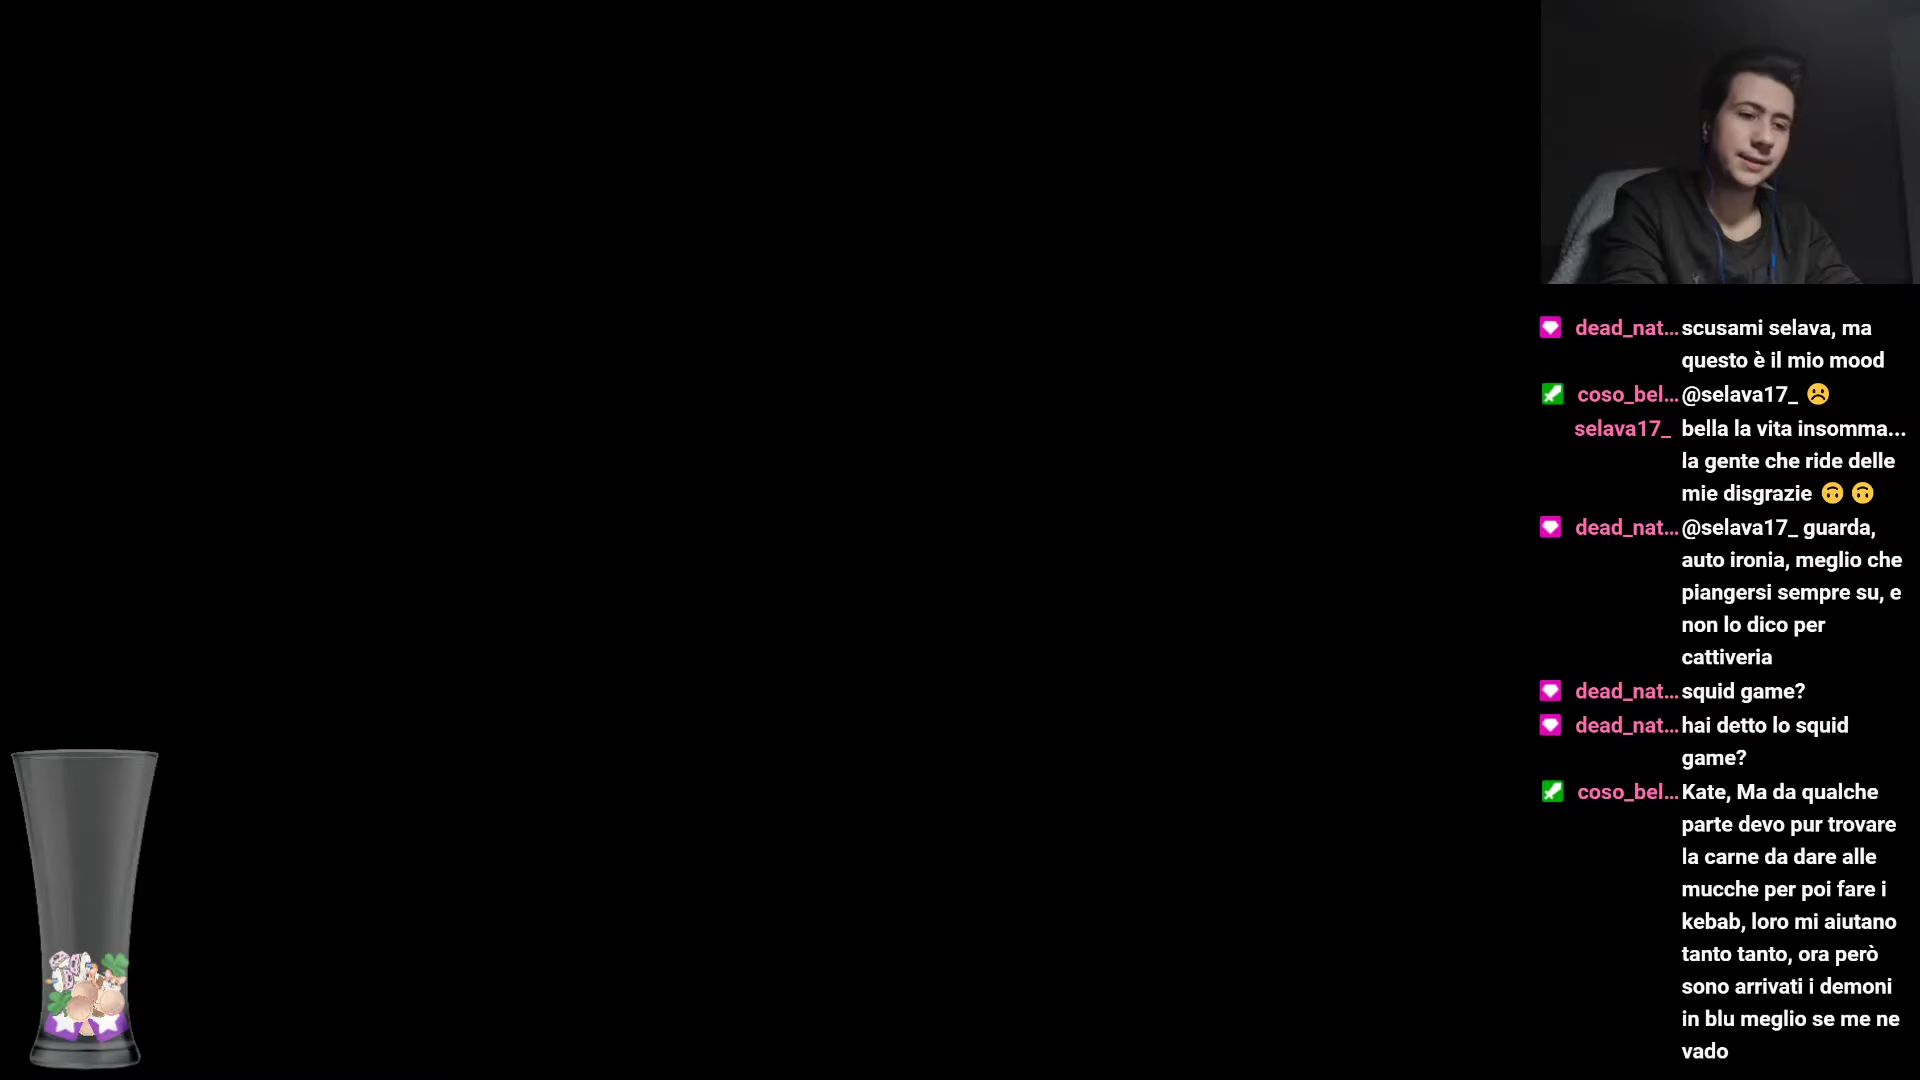 dead_nat... scusami selava, ma
questo è il mio mood
coso_bel... @selava17_ ☹️
selava17_ bella la vita insomma...
la gente che ride delle
mie disgrazie 🙃 🙃
dead_nat... @selava17_ guarda,
auto ironia, meglio che
piangersi sempre su, e
non lo dico per
cattiveria
dead_nat... squid game?
dead_nat... hai detto lo squid
game?
coso_bel... Kate, Ma da qualche
parte devo pur trovare
la carne da dare alle
mucche per poi fare i
kebab, loro mi aiutano
tanto tanto, ora però
sono arrivati i demoni
in blu meglio se me ne
vado